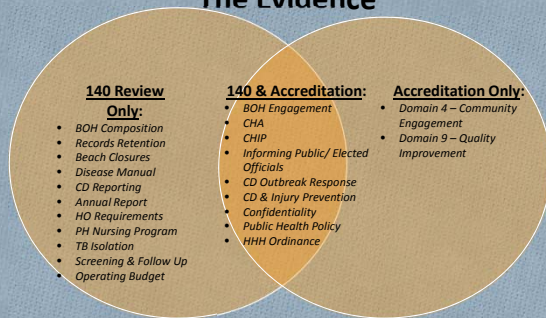 The Evidence
140 Review
Only:
• BOH Composition
• Records Retention
• Beach Closures
• Disease Manual
• CD Reporting
• Annual Report
• HO Requirements
• PH Nursing Program
• TB Isolation
• Screening & Follow Up
• Operating Budget
140 & Accreditation:
• BOH Engagement
• CHA
• CHIP
• Informing Public/ Elected
Officials
• CD Outbreak Response
• CD & Injury Prevention
• Confidentiality
• Public Health Policy
• HHH Ordinance
Accreditation Only:
• Domain 4 – Community
Engagement
• Domain 9 – Quality
Improvement